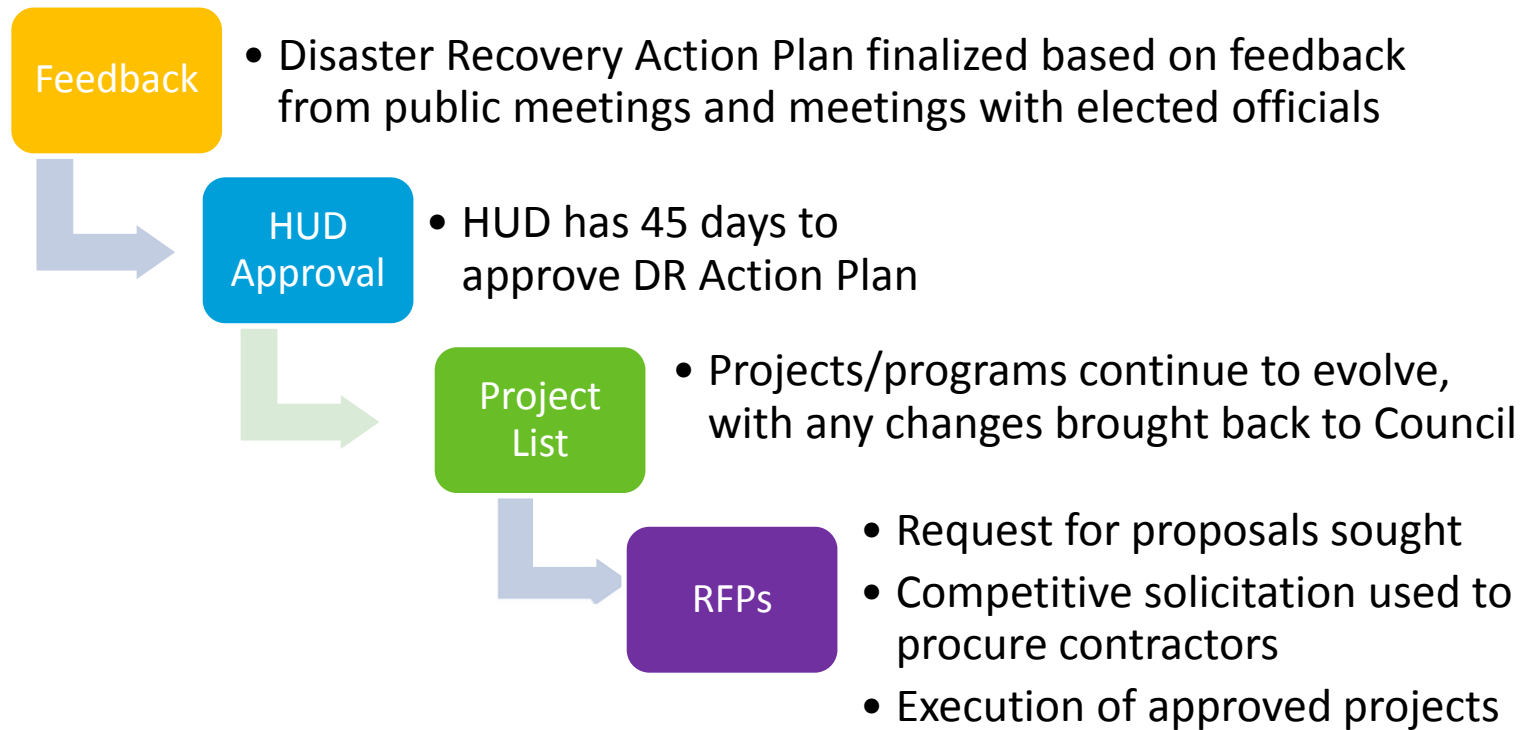 Feedback
• Disaster Recovery Action Plan finalized based on feedback
from public meetings and meetings with elected officials
HUD
Approval
• HUD has 45 days to
approve DR Action Plan
Project
List
• Projects/programs continue to evolve,
with any changes brought back to Council
RFPs
• Request for proposals sought
• Competitive solicitation used to
procure contractors
• Execution of approved projects